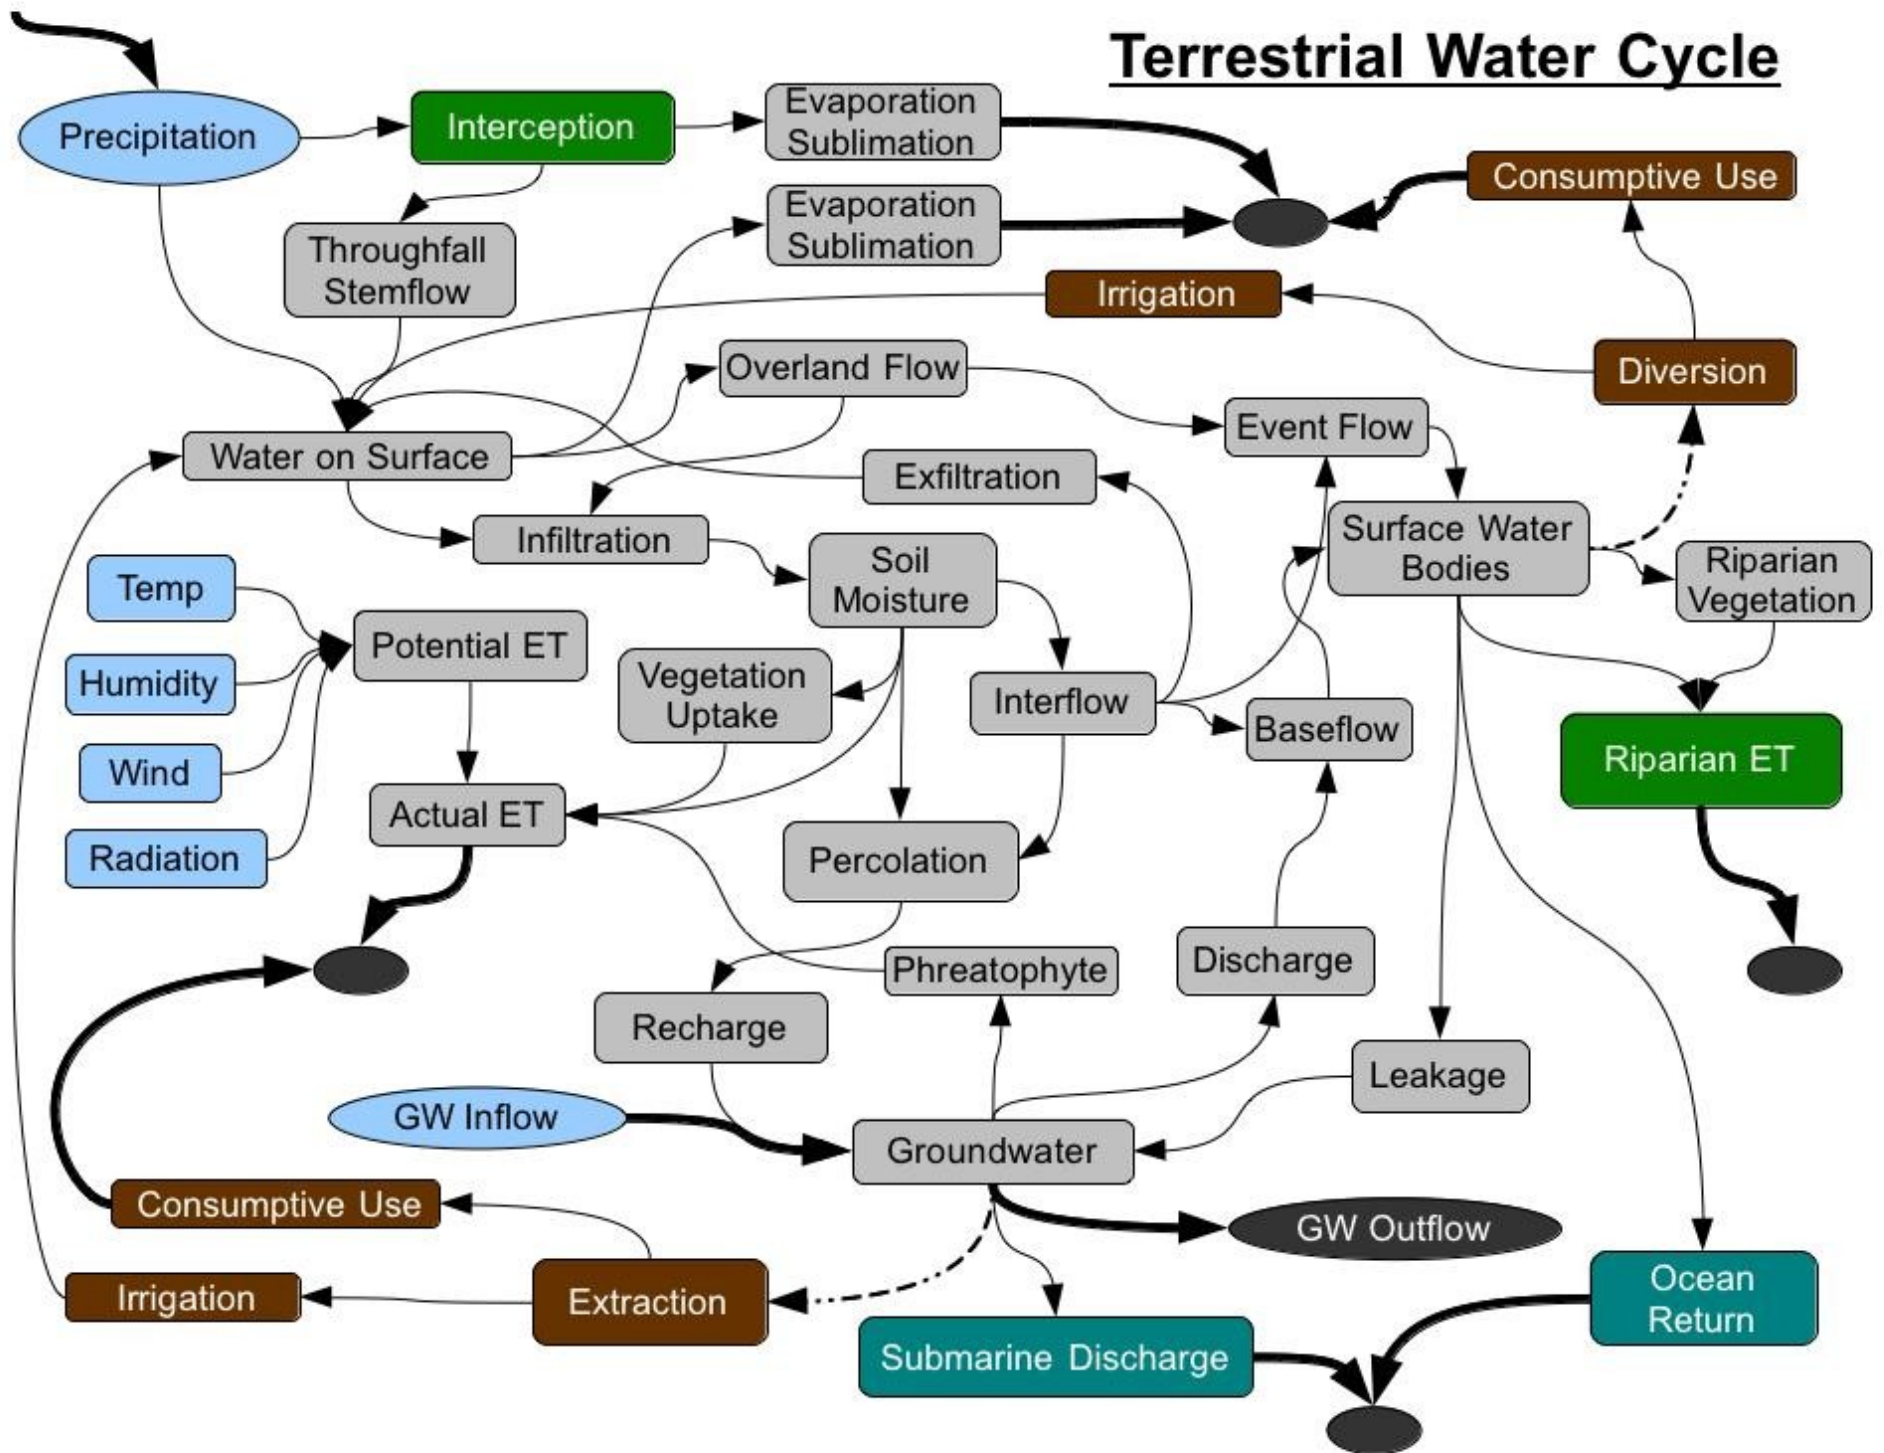 Terrestrial Water Cycle
Precipitation
Interception
Evaporation
Sublimation
Evaporation
Sublimation
Consumptive Use
Throughfall
Stemflow
Irrigation
Overland Flow
Diversion
Event Flow
Water on Surface
Exfiltration
Infiltration
Soil
Moisture
Surface Water
Bodies
Riparian
Vegetation
Temp
Potential ET
Humidity
Vegetation
Uptake
Interflow
Baseflow
Riparian ET
Wind
Actual ET
Radiation
Percolation
Phreatophyte
Discharge
Recharge
Leakage
GW Inflow
Groundwater
Consumptive Use
GW Outflow
Irrigation
Extraction
Ocean
Return
Submarine Discharge